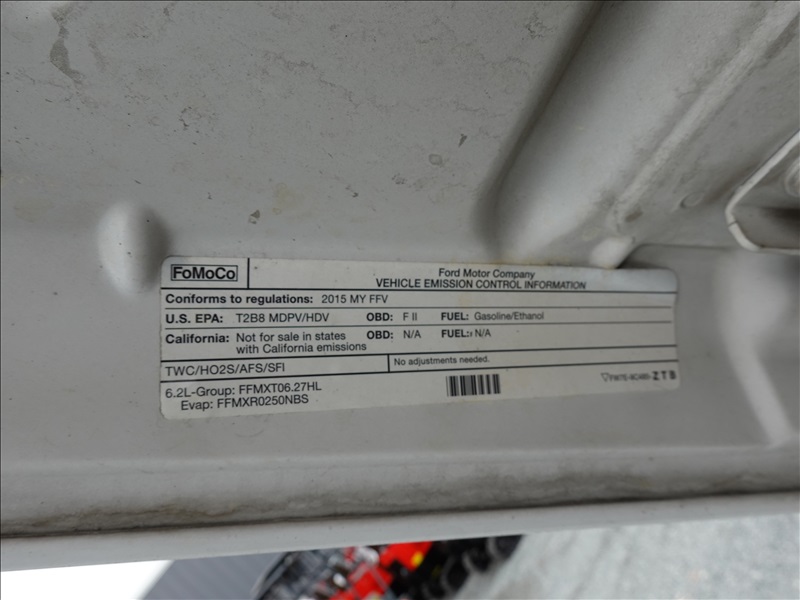 FoMoCo
Ford Motor Company
VEHICLE EMISSION CONTROL INFORMATION
Conforms to regulations: 2015 MY FFV
U.S. EPA: T2B8 MDPV/HDV OBD: F II FUEL: Gasoline/Ethanol
California: Not for sale in states OBD: N/A FUEL: N/A
with California emissions
TWC/HO2S/AFS/SFI No adjustments needed.
6.2L-Group: FFMXT06.27HL
Evap: FFMXR0250NBS
ZTB